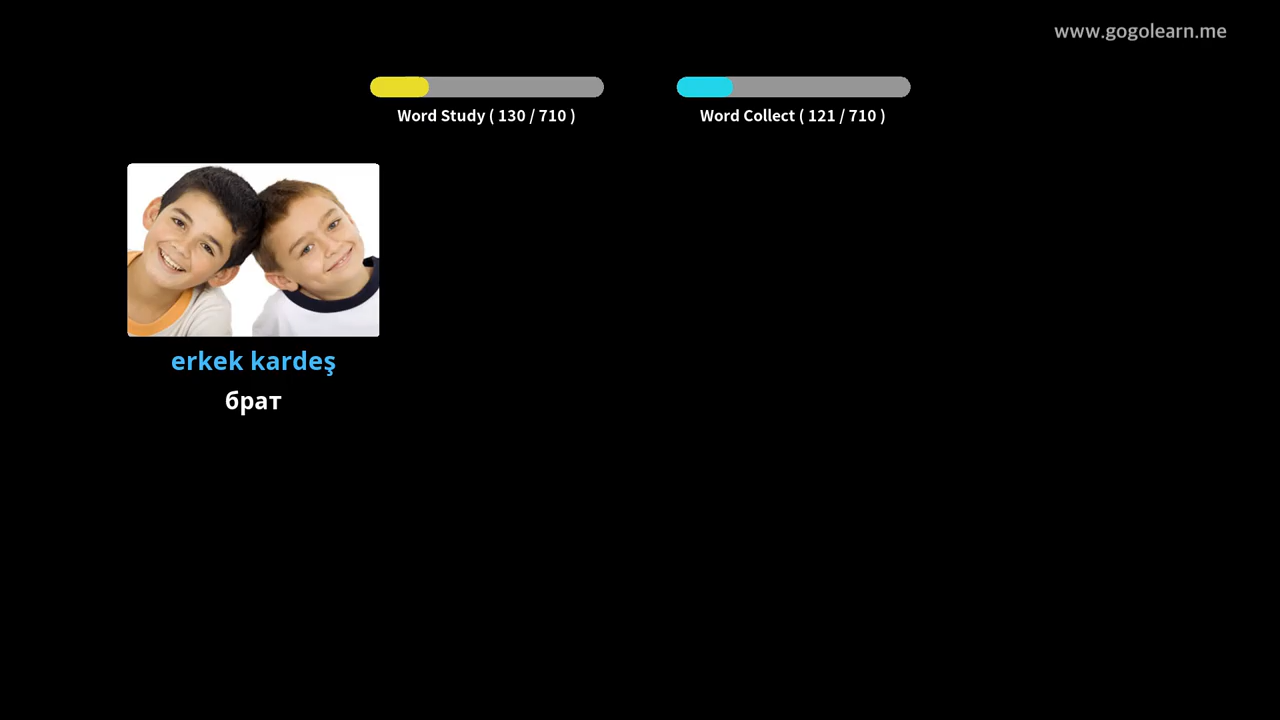 www.gogolearn.me
Word Study ( 130 / 710 )
Word Collect ( 121 / 710 )
erkek kardeş
брат